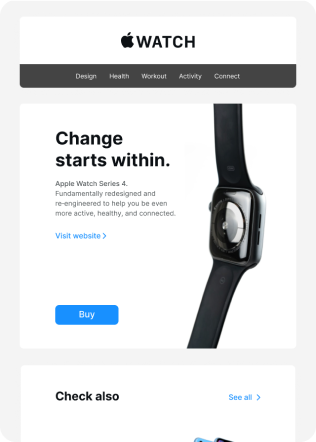 WATCH
Design Health Workout Activity Connect
Change
starts within.
Apple Watch Series 4.
Fundamentally redesigned and
re-engineered to help you be even
more active, healthy, and connected.
Visit website
Buy
Check also
See all